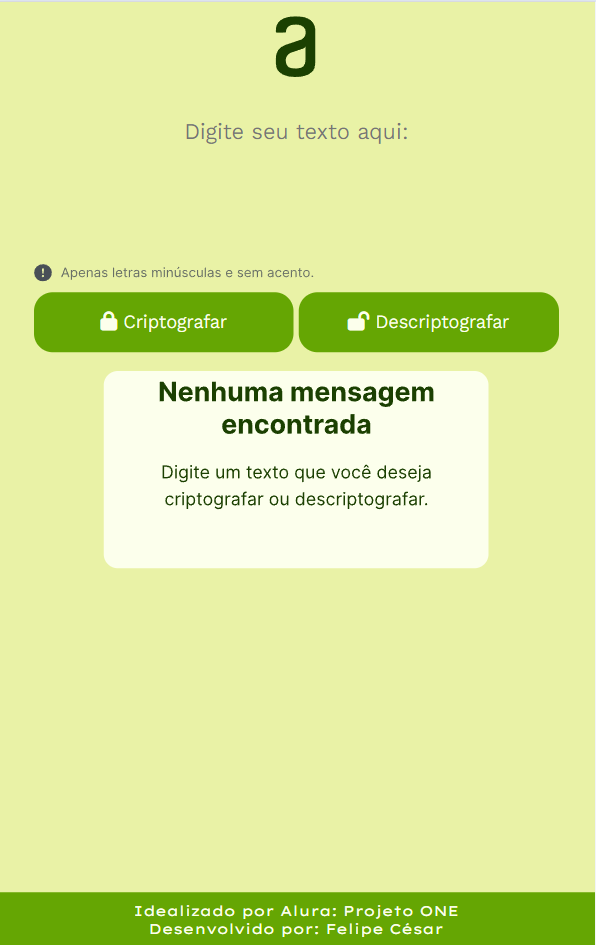 a
Digite seu texto aqui:
Apenas letras minúsculas e sem acento.
Criptografar
Descriptografar
Nenhuma mensagem
encontrada
Digite um texto que você deseja
criptografar ou descriptografar.
Idealizado por Alura: Projeto ONE
Desenvolvido por: Felipe César